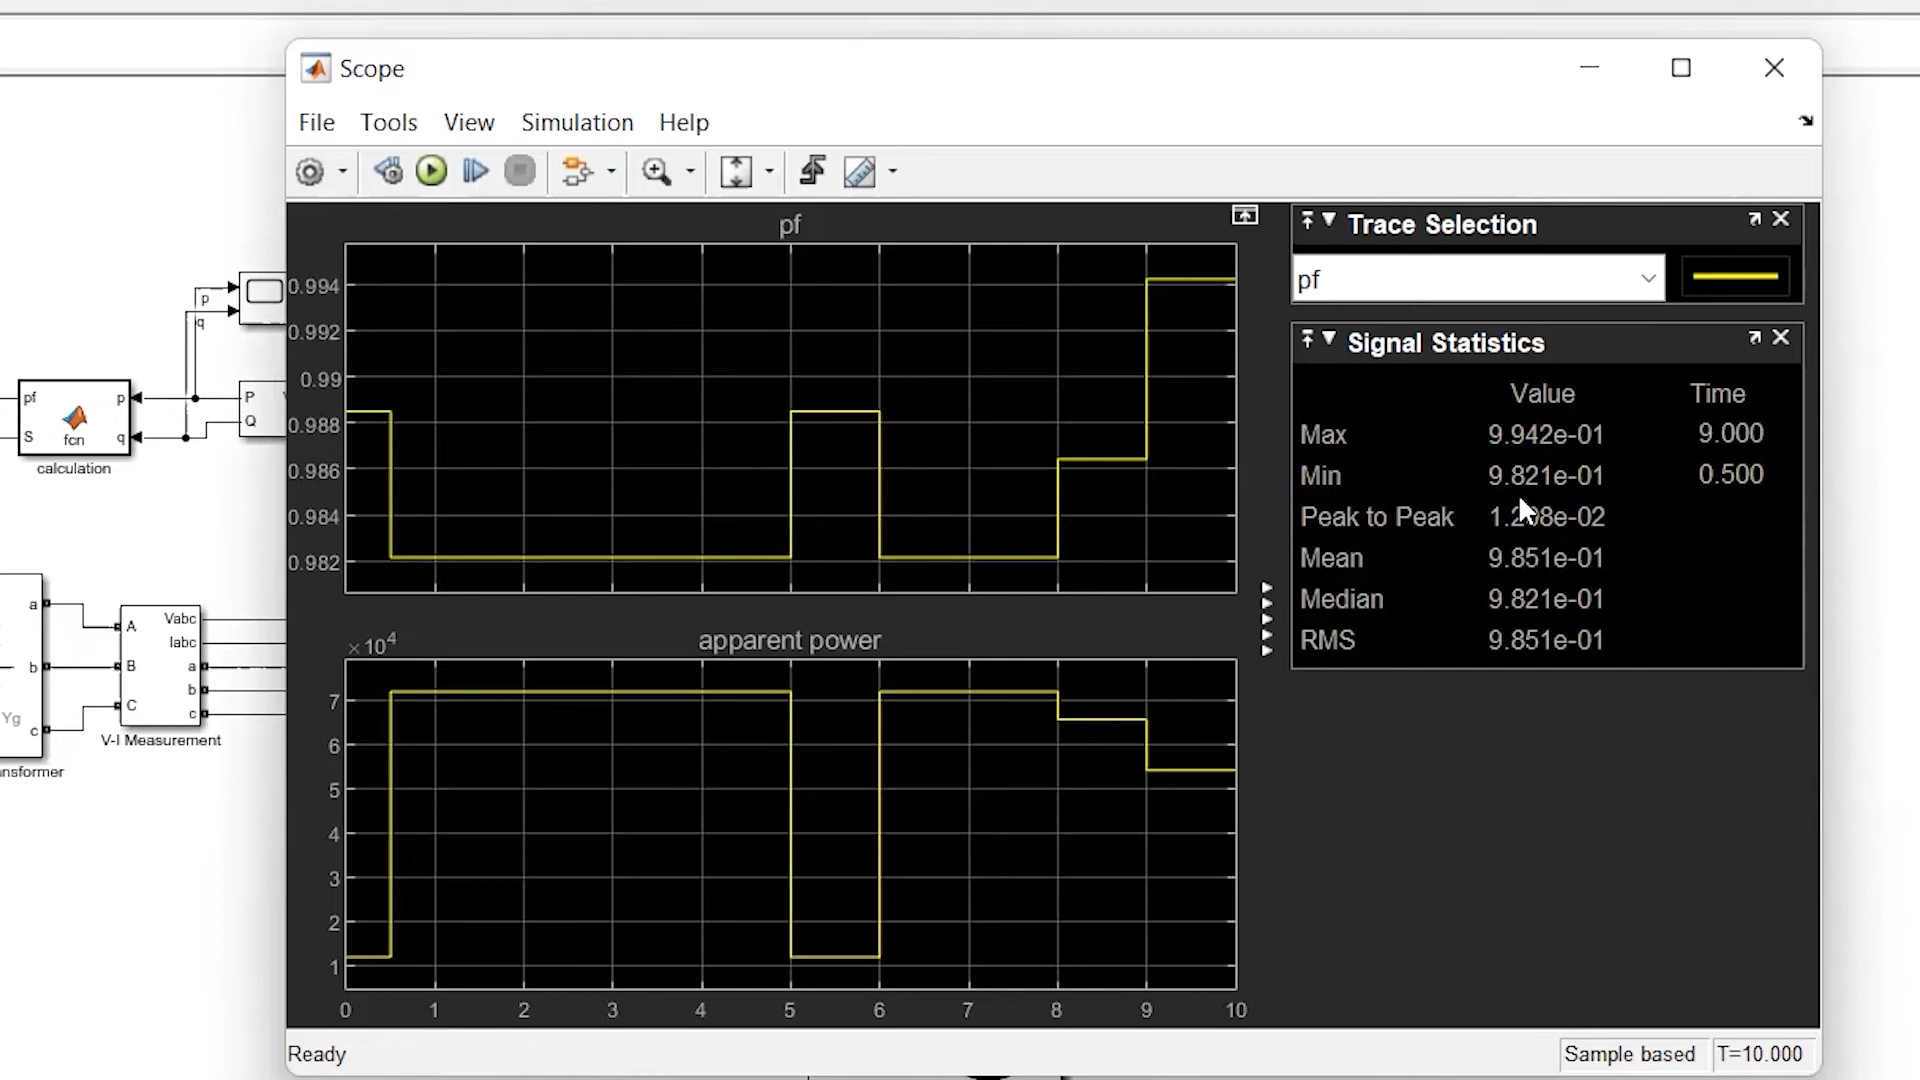 Scope
File Tools View Simulation Help
pf
0.994
0.992
0.99
0.988
0.986
0.984
0.982
apparent power
×10⁴
7
6
5
4
3
2
1
0 1 2 3 4 5 6 7 8 9 10
Trace Selection
pf
Signal Statistics
Value Time
Max 9.942e-01 9.000
Min 9.821e-01 0.500
Peak to Peak
Mean 9.851e-01
Median 9.821e-01
RMS 9.851e-01
Ready
Sample based T=10.000
p
q
pf p
S fcn q
calculation
P
Q
a
b
Yg
c
A Vabc
Iabc
B a
b
C c
V-I Measurement